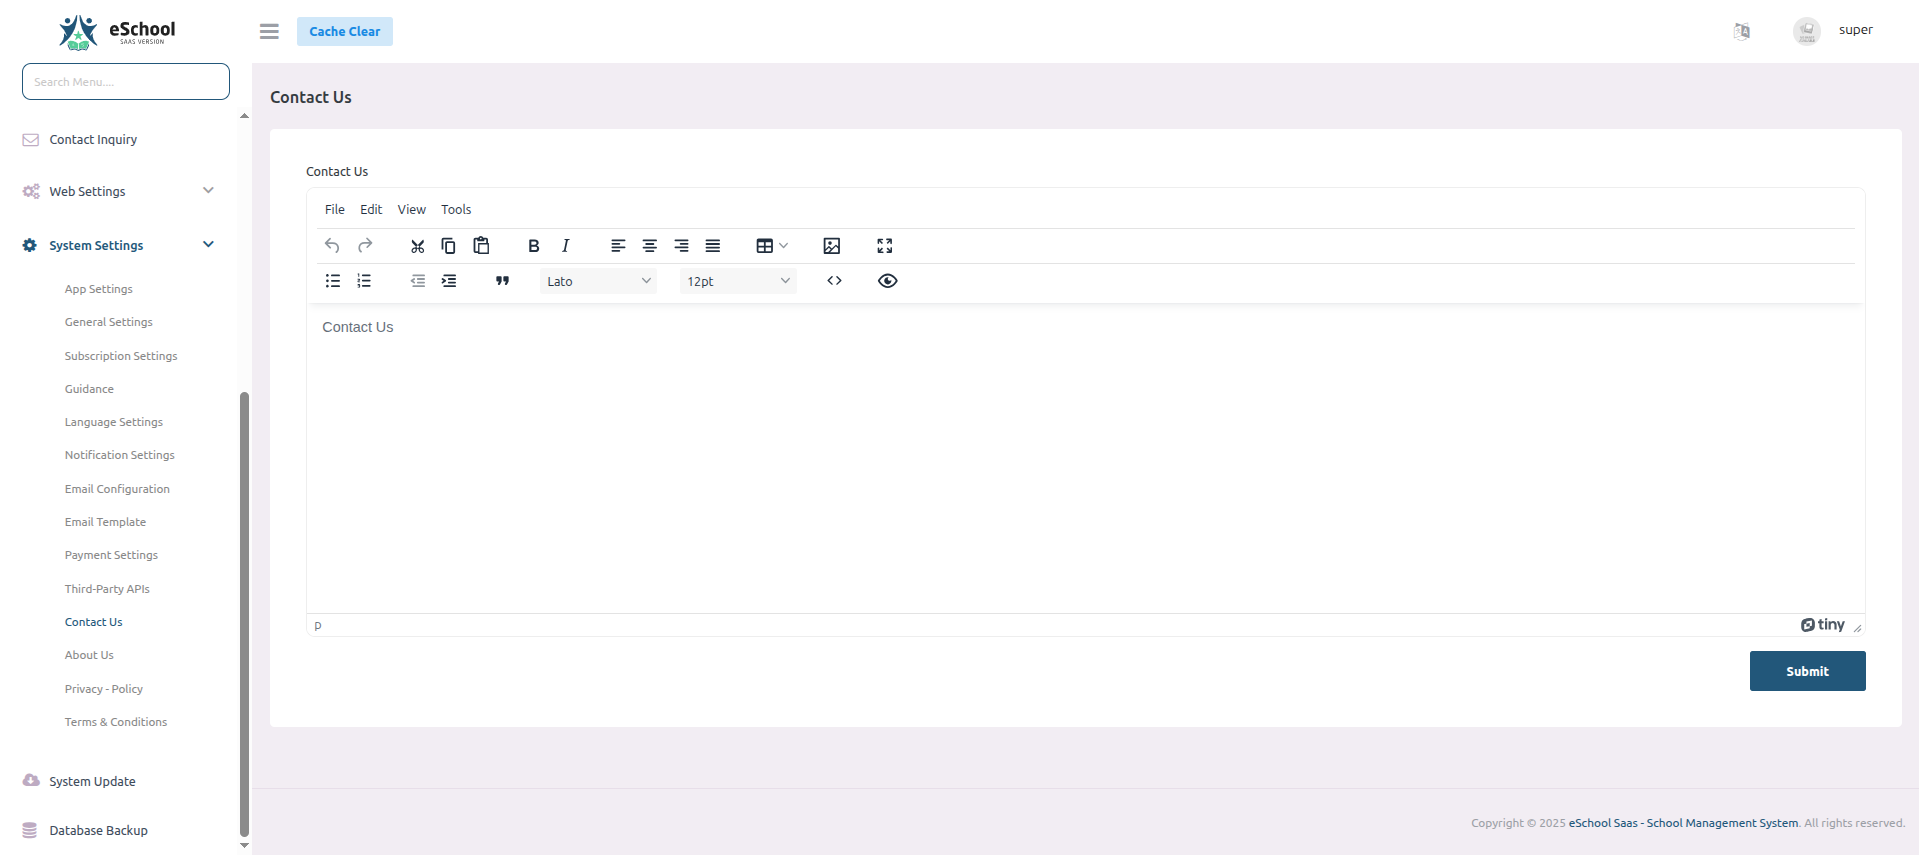 eSchool
SAAS VERSION
Cache Clear
super
Search Menu....
Contact Inquiry
Web Settings
System Settings
App Settings
General Settings
Subscription Settings
Guidance
Language Settings
Notification Settings
Email Configuration
Email Template
Payment Settings
Third-Party APIs
Contact Us
About Us
Privacy - Policy
Terms & Conditions
System Update
Database Backup
Contact Us
Contact Us
File Edit View Tools
B I
Lato 12pt
Contact Us
p
tiny
Submit
Copyright © 2025 eSchool Saas - School Management System. All rights reserved.